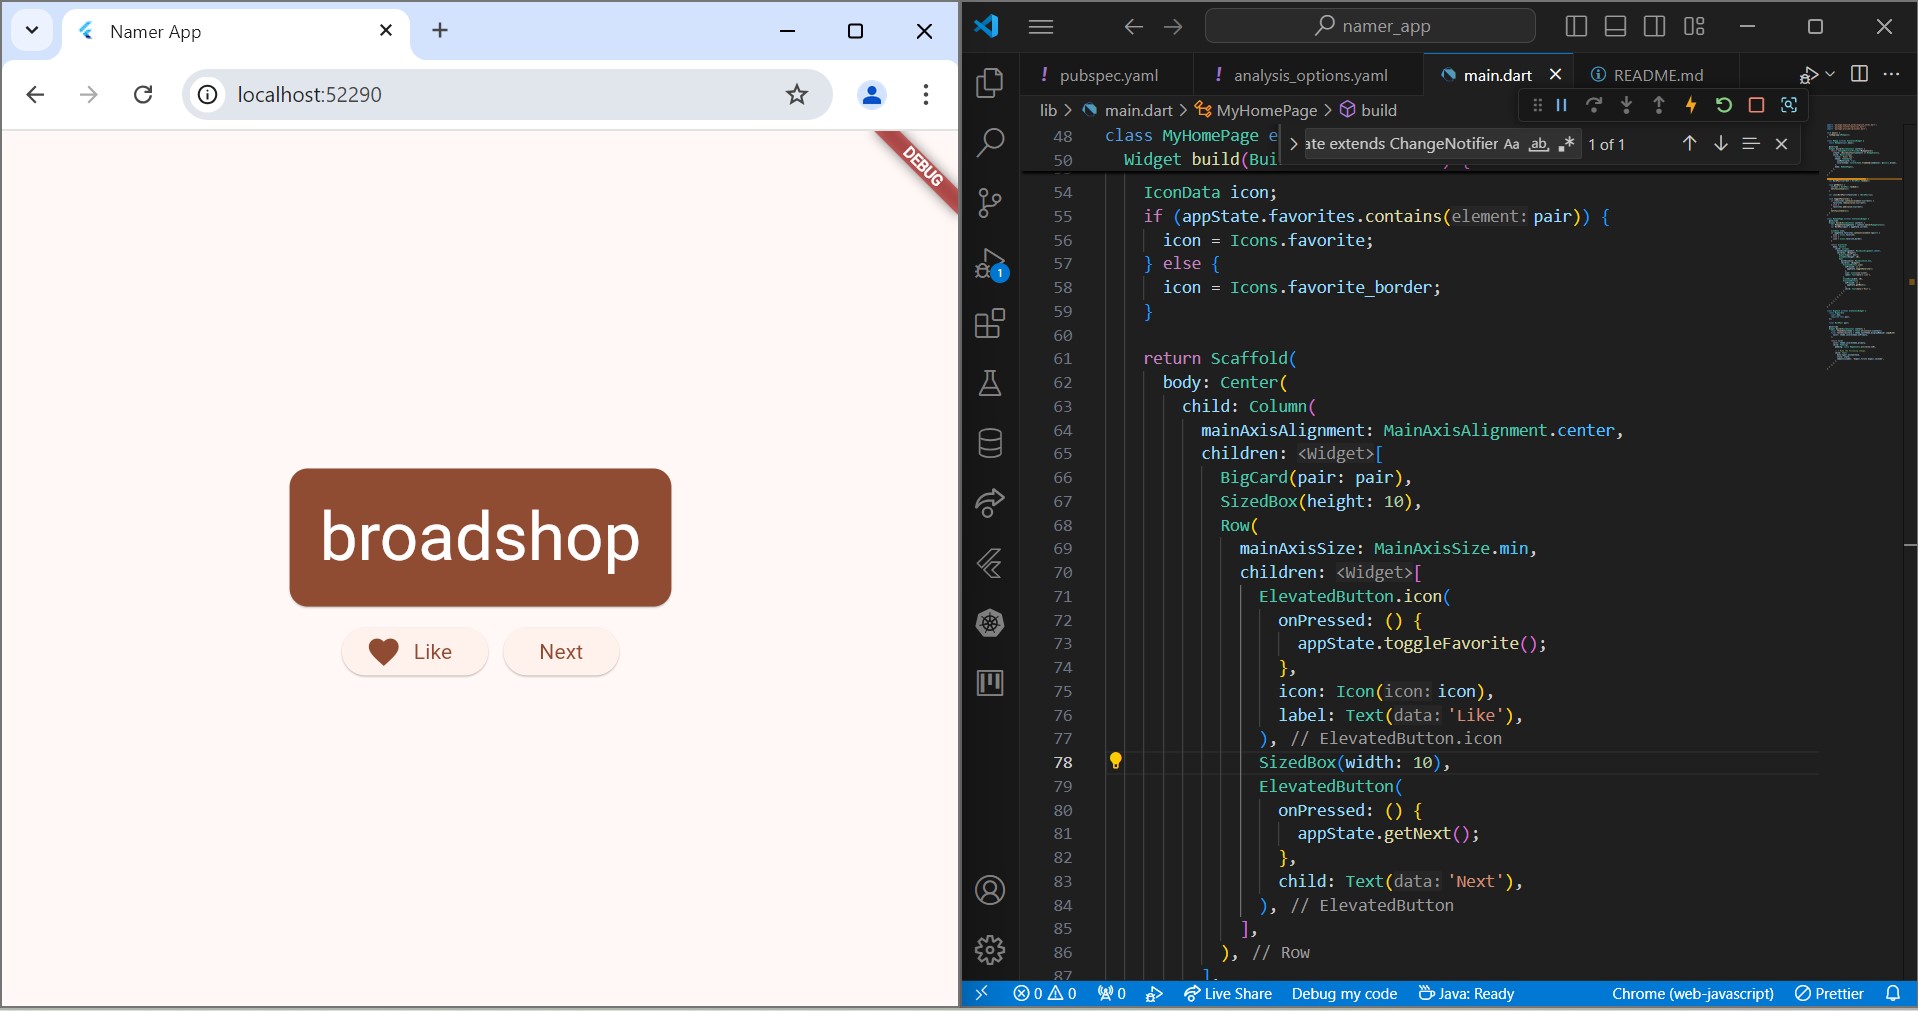 Namer App
localhost:52290
DEBUG
broadshop
Like
Next
namer_app
! pubspec.yaml
! analysis_options.yaml
main.dart
README.md
lib > main.dart > MyHomePage > build
48 class MyHomePage e
50 Widget build(Bui
ate extends ChangeNotifier Aa ab 1 of 1
54 IconData icon;
55 if (appState.favorites.contains(element: pair)) {
56 icon = Icons.favorite;
57 } else {
58 icon = Icons.favorite_border;
59 }
60
61 return Scaffold(
62 body: Center(
63 child: Column(
64 mainAxisAlignment: MainAxisAlignment.center,
65 children: <Widget>[
66 BigCard(pair: pair),
67 SizedBox(height: 10),
68 Row(
69 mainAxisSize: MainAxisSize.min,
70 children: <Widget>[
71 ElevatedButton.icon(
72 onPressed: () {
73 appState.toggleFavorite();
74 },
75 icon: Icon(icon: icon),
76 label: Text(data: 'Like'),
77 ), // ElevatedButton.icon
78 SizedBox(width: 10),
79 ElevatedButton(
80 onPressed: () {
81 appState.getNext();
82 },
83 child: Text(data: 'Next'),
84 ), // ElevatedButton
85 ],
86 ), // Row
87 ],
1
0 0 0 Live Share Debug my code Java: Ready Chrome (web-javascript) Prettier